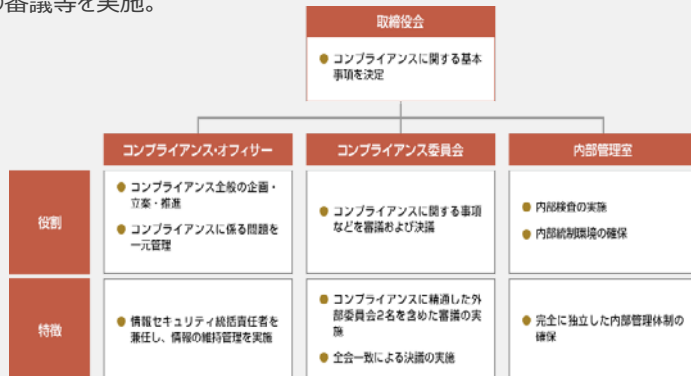 審議等を実施。
取締役会
● コンプライアンスに関する基本
事項を決定
コンプライアンス・オフィサー
コンプライアンス委員会
内部管理室
役割
● コンプライアンス全般の企画・
立案・推進
● コンプライアンスに係る問題を
一元管理
● コンプライアンスに関する事項
などを審議および決議
● 内部検査の実施
● 内部統制環境の確保
特徴
● 情報セキュリティ統括責任者を
兼任し、情報の維持管理を実施
● コンプライアンスに精通した外
部委員会2名を含めた審議の実
施
● 全会一致による決議の実施
● 完全に独立した内部管理体制の
確保